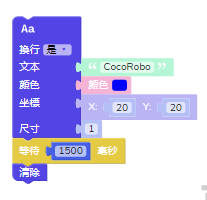 Aa
換行 是
文本 “ CocoRobo ”
顏色 顏色
坐標 X: 20 Y: 20
尺寸 1
等待 1500 毫秒
清除